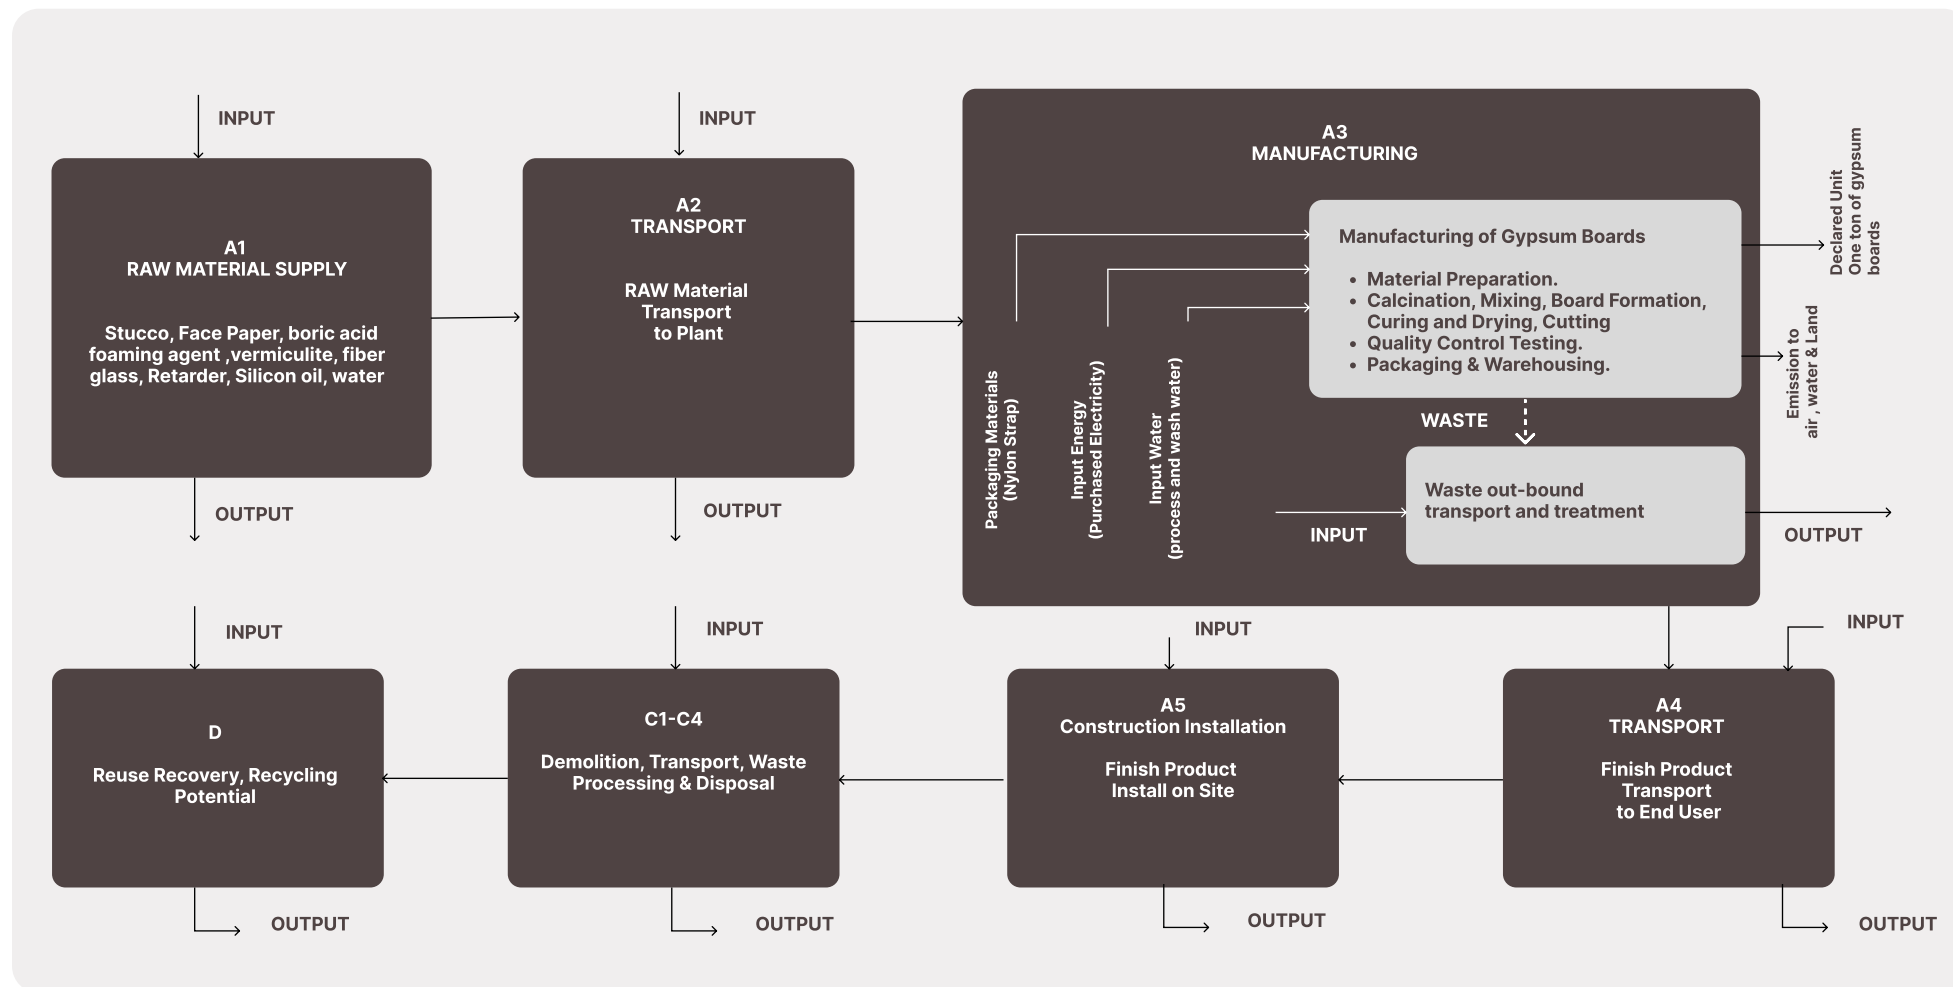 INPUT
A1
RAW MATERIAL SUPPLY
Stucco, Face Paper, boric acid
foaming agent ,vermiculite, fiber
glass, Retarder, Silicon oil, water
OUTPUT
INPUT
A2
TRANSPORT
RAW Material
Transport
to Plant
OUTPUT
A3
MANUFACTURING
Packaging Materials
(Nylon Strap)
Input Energy
(Purchased Electricity)
Input Water
(process and wash water)
Manufacturing of Gypsum Boards
• Material Preparation.
• Calcination, Mixing, Board Formation,
Curing and Drying, Cutting
• Quality Control Testing.
• Packaging & Warehousing.
Declared Unit
One ton of gypsum
boards
Emission to
air , water & Land
WASTE
Waste out-bound
transport and treatment
INPUT
OUTPUT
INPUT
A4
TRANSPORT
Finish Product
Transport
to End User
OUTPUT
INPUT
A5
Construction Installation
Finish Product
Install on Site
OUTPUT
INPUT
C1-C4
Demolition, Transport, Waste
Processing & Disposal
OUTPUT
INPUT
D
Reuse Recovery, Recycling
Potential
OUTPUT